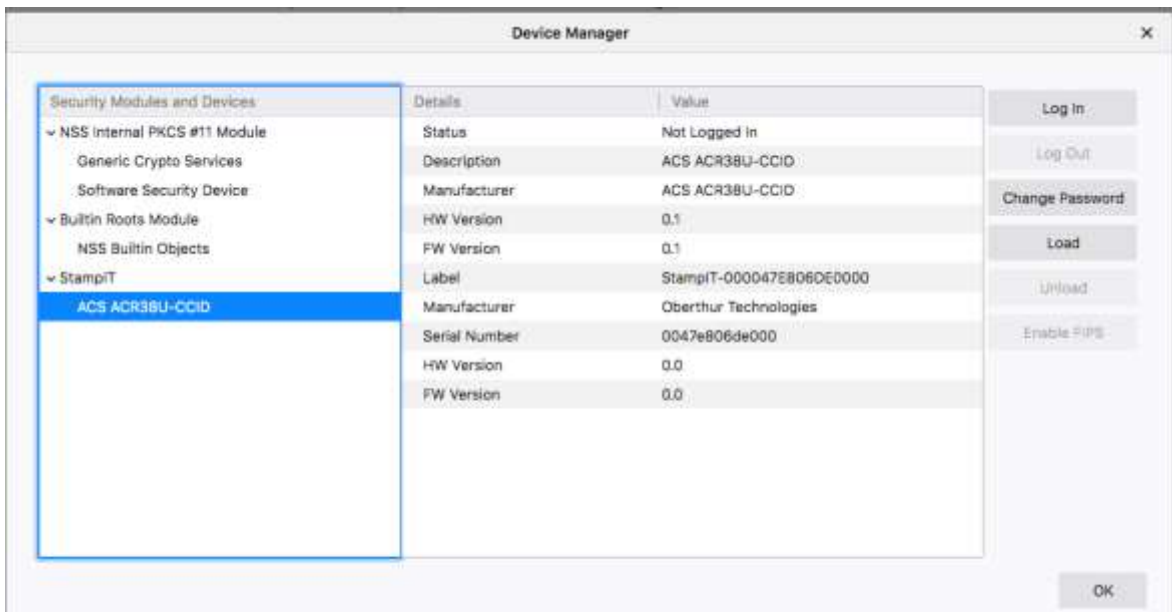 Device Manager
×
Security Modules and Devices
Details
Value
NSS Internal PKCS #11 Module
Generic Crypto Services
Software Security Device
Builtin Roots Module
NSS Builtin Objects
StampIT
ACS ACR38U-CCID
Status Not Logged In
Description ACS ACR38U-CCID
Manufacturer ACS ACR38U-CCID
HW Version 0.1
FW Version 0.1
Label StampIT-000047E806DE0000
Manufacturer Oberthur Technologies
Serial Number 0047e806de000
HW Version 0.0
FW Version 0.0
Log In
Log Out
Change Password
Load
Unload
Enable FIPS
OK